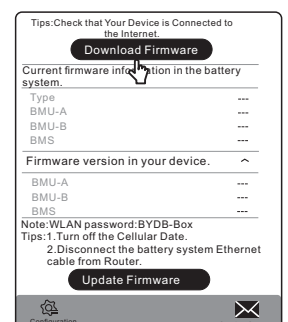 Tips:Check that Your Device is Connected to
the Internet.
Download Firmware
Current firmware information in the battery
system.
Type ---
BMU-A ---
BMU-B ---
BMS ---
Firmware version in your device.
BMU-A ---
BMU-B ---
BMS ---
Note:WLAN password:BYDB-Box
Tips:1.Turn off the Cellular Date.
2.Disconnect the battery system Ethernet
cable from Router.
Update Firmware
Configuration